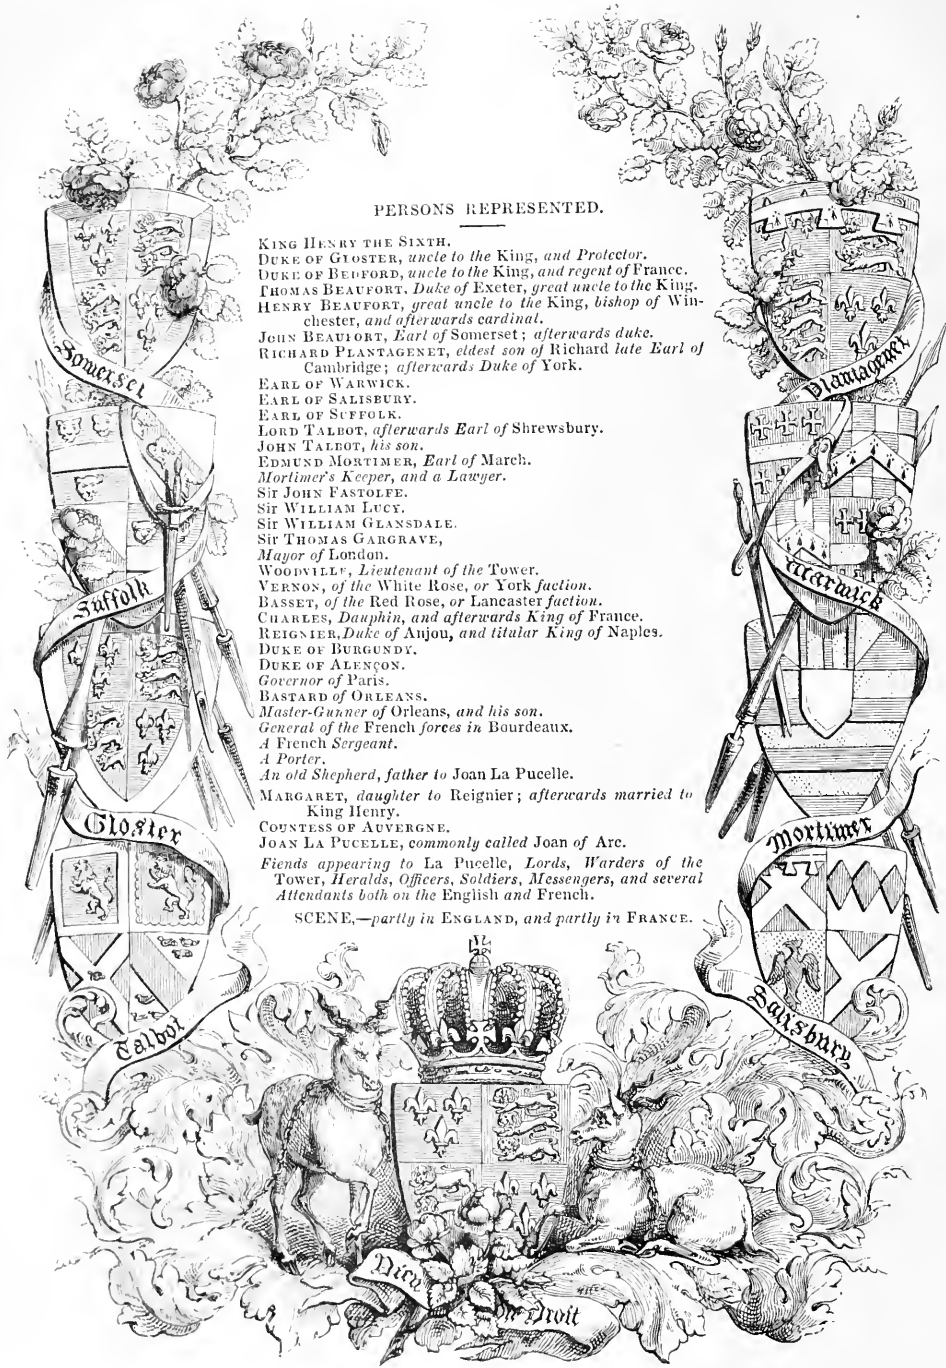 PERSONS REPRESENTED.
KING HENRY THE SIXTH.
DUKE OF GLOSTER, uncle to the King, and Protector.
DUKE OF BEDFORD, uncle to the King, and regent of France.
THOMAS BEAUFORT, Duke of Exeter, great uncle to the King.
HENRY BEAUFORT, great uncle to the King, bishop of Win-
chester, and afterwards cardinal.
JOHN BEAUFORT, Earl of Somerset; afterwards duke.
RICHARD PLANTAGENET, eldest son of Richard late Earl of
Cambridge; afterwards Duke of York.
EARL OF WARWICK.
EARL OF SALISBURY.
EARL OF SUFFOLK.
LORD TALBOT, afterwards Earl of Shrewsbury.
JOHN TALBOT, his son.
EDMUND MORTIMER, Earl of March.
Mortimer's Keeper, and a Lawyer.
Sir JOHN FASTOLFE.
Sir WILLIAM LUCY.
Sir WILLIAM GLANSDALE.
Sir THOMAS GARGRAVE,
Mayor of London.
WOODVILLE, Lieutenant of the Tower.
VERNON, of the White Rose, or York faction.
BASSET, of the Red Rose, or Lancaster faction.
CHARLES, Dauphin, and afterwards King of France.
REIGNIER, Duke of Anjou, and titular King of Naples.
DUKE OF BURGUNDY.
DUKE OF ALENÇON.
Governor of Paris.
BASTARD of ORLEANS.
Master-Gunner of Orleans, and his son.
General of the French forces in Bourdeaux.
A French Sergeant.
A Porter.
An old Shepherd, father to Joan La Pucelle.
MARGARET, daughter to Reignier; afterwards married to
King Henry.
COUNTESS OF AUVERGNE.
JOAN LA PUCELLE, commonly called Joan of Arc.
Fiends appearing to La Pucelle, Lords, Warders of the
Tower, Heralds, Officers, Soldiers, Messengers, and several
Attendants both on the English and French.
SCENE,—partly in ENGLAND, and partly in FRANCE.
Somerset
Suffolk
Gloster
Talbot
Plantagenet
Warwick
Mortimer
Salisbury
Dieu
Droit